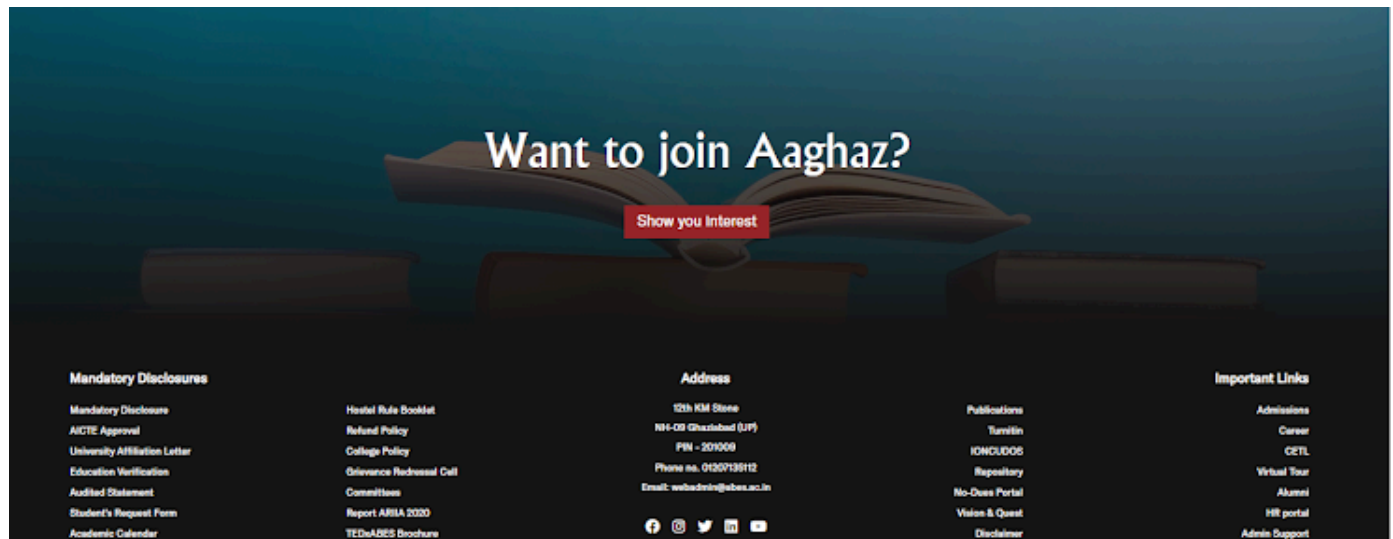 Want to join Aaghaz?
Show you Interest
Mandatory Disclosures
Mandatory Disclosure
AICTE Approval
University Affiliation Letter
Education Verification
Audited Statement
Student's Request Form
Academic Calendar
Hostel Rule Booklet
Refund Policy
College Policy
Grievance Redressal Cell
Committees
Report ARIIA 2020
TEDxABES Brochure
Address
12th KM Stone
NH-09 Ghaziabad (UP)
PIN - 201009
Phone no. 01207135112
Email: webadmin@abes.ac.in
Publications
Turnitin
IONCUDOS
Repository
No-Dues Portal
Vision & Quest
Disclaimer
Important Links
Admissions
Career
CETL
Virtual Tour
Alumni
HR portal
Admin Support